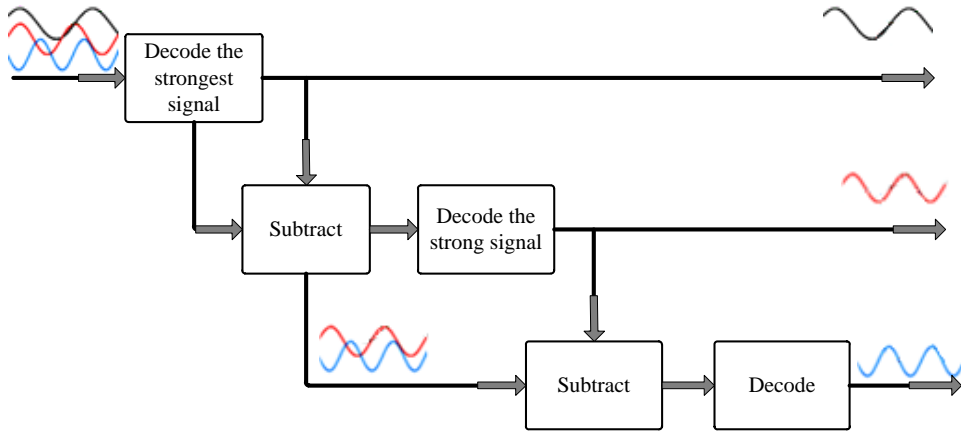 Decode the
strongest
signal
Subtract
Decode the
strong signal
Subtract
Decode